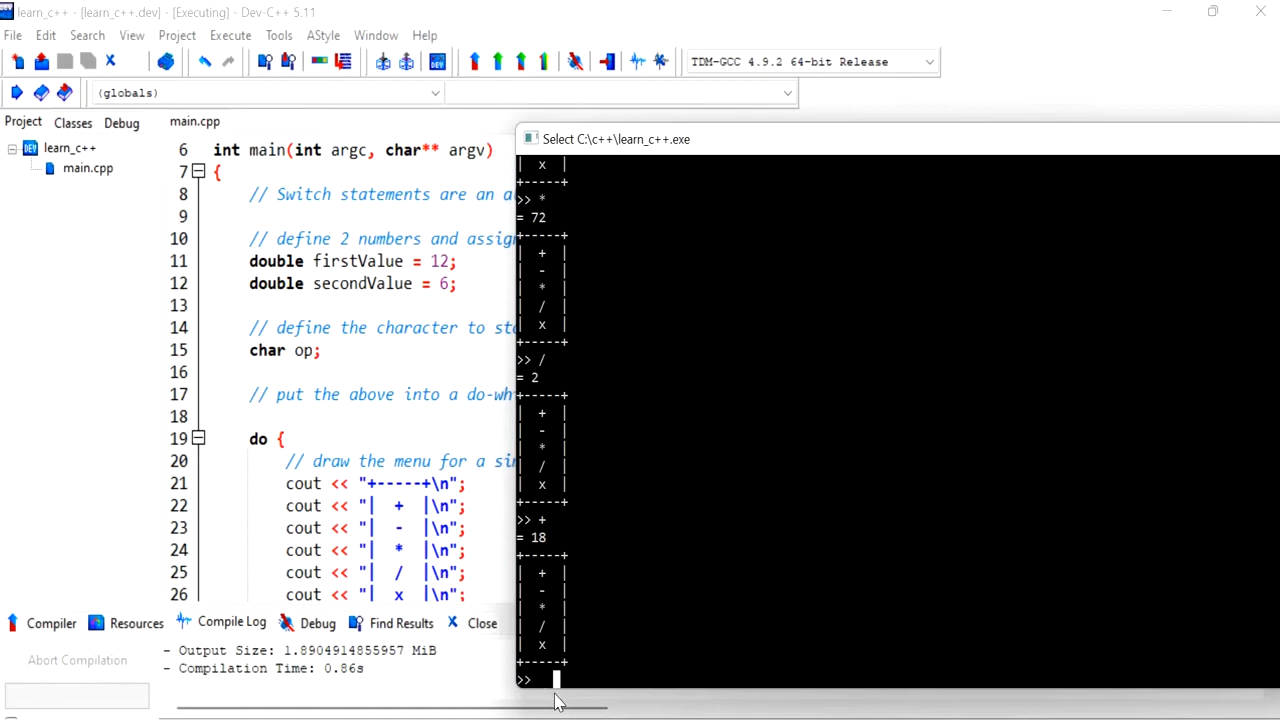 learn_c++ - [learn_c++.dev] - [Executing] - Dev-C++ 5.11
File Edit Search View Project Execute Tools AStyle Window Help
TDM-GCC 4.9.2 64-bit Release
(globals)
Project Classes Debug
learn_c++
main.cpp
main.cpp
6 int main(int argc, char** argv)
7 {
8 // Switch statements are an
9
10 // define 2 numbers and
11 double firstValue = 12;
12 double secondValue = 6;
13
14 // define the character to
15 char op;
16
17 // put the above into a
18
19 do {
20 // draw the menu for a
21 cout << "+-----+\n";
22 cout << "|  +  |\n";
23 cout << "|  -  |\n";
24 cout << "|  *  |\n";
25 cout << "|  /  |\n";
26 cout << "|  x  |\n";
Select C:\c++\learn_c++.exe
|  x  |
+-----+
>> *
= 72
+-----+
|  +  |
|  -  |
|  *  |
|  /  |
|  x  |
+-----+
>> /
= 2
+-----+
|  +  |
|  -  |
|  *  |
|  /  |
|  x  |
+-----+
>> +
= 18
+-----+
|  +  |
|  -  |
|  *  |
|  /  |
|  x  |
+-----+
>>
Compiler Resources Compile Log Debug Find Results Close
Abort Compilation
- Output Size: 1.8904914855957 MiB
- Compilation Time: 0.86s